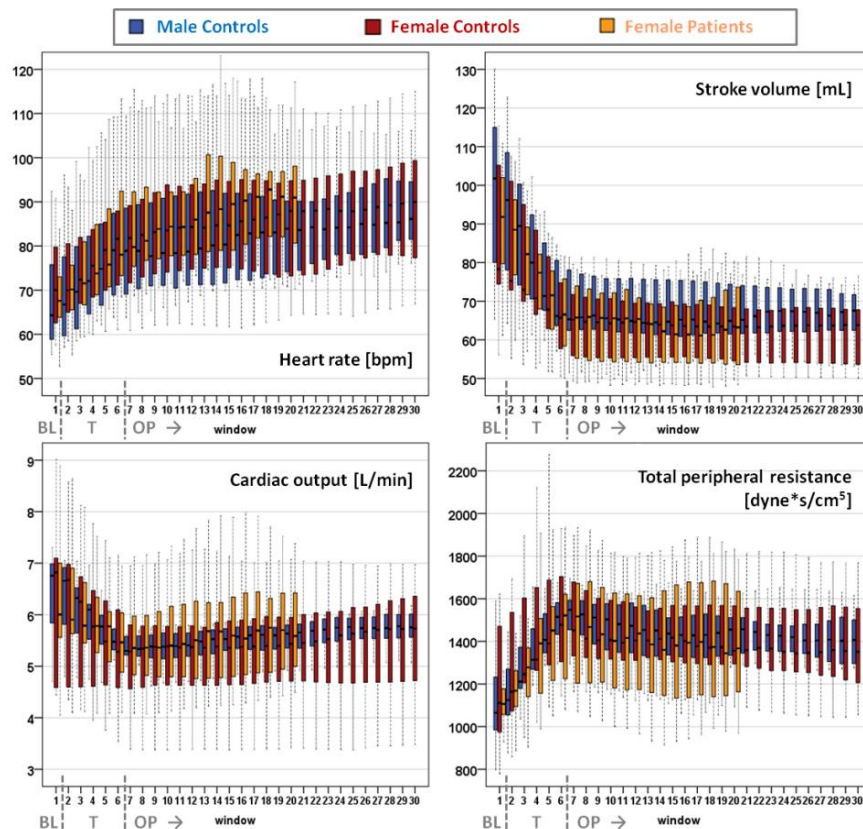 Male Controls Female Controls Female Patients
120
110
100
90
80
70
60
50
Heart rate [bpm]
1 2 3 4 5 6 7 8 9 10 11 12 13 14 15 16 17 18 19 20 21 22 23 24 25 26 27 28 29 30
BL T OP → window
130
120
110
100
90
80
70
60
50
Stroke volume [mL]
1 2 3 4 5 6 7 8 9 10 11 12 13 14 15 16 17 18 19 20 21 22 23 24 25 26 27 28 29 30
BL T OP → window
9
8
7
6
5
4
3
Cardiac output [L/min]
1 2 3 4 5 6 7 8 9 10 11 12 13 14 15 16 17 18 19 20 21 22 23 24 25 26 27 28 29 30
BL T OP → window
2200
2000
1800
1600
1400
1200
1000
800
Total peripheral resistance
[dyne*s/cm⁵]
1 2 3 4 5 6 7 8 9 10 11 12 13 14 15 16 17 18 19 20 21 22 23 24 25 26 27 28 29 30
BL T OP → window